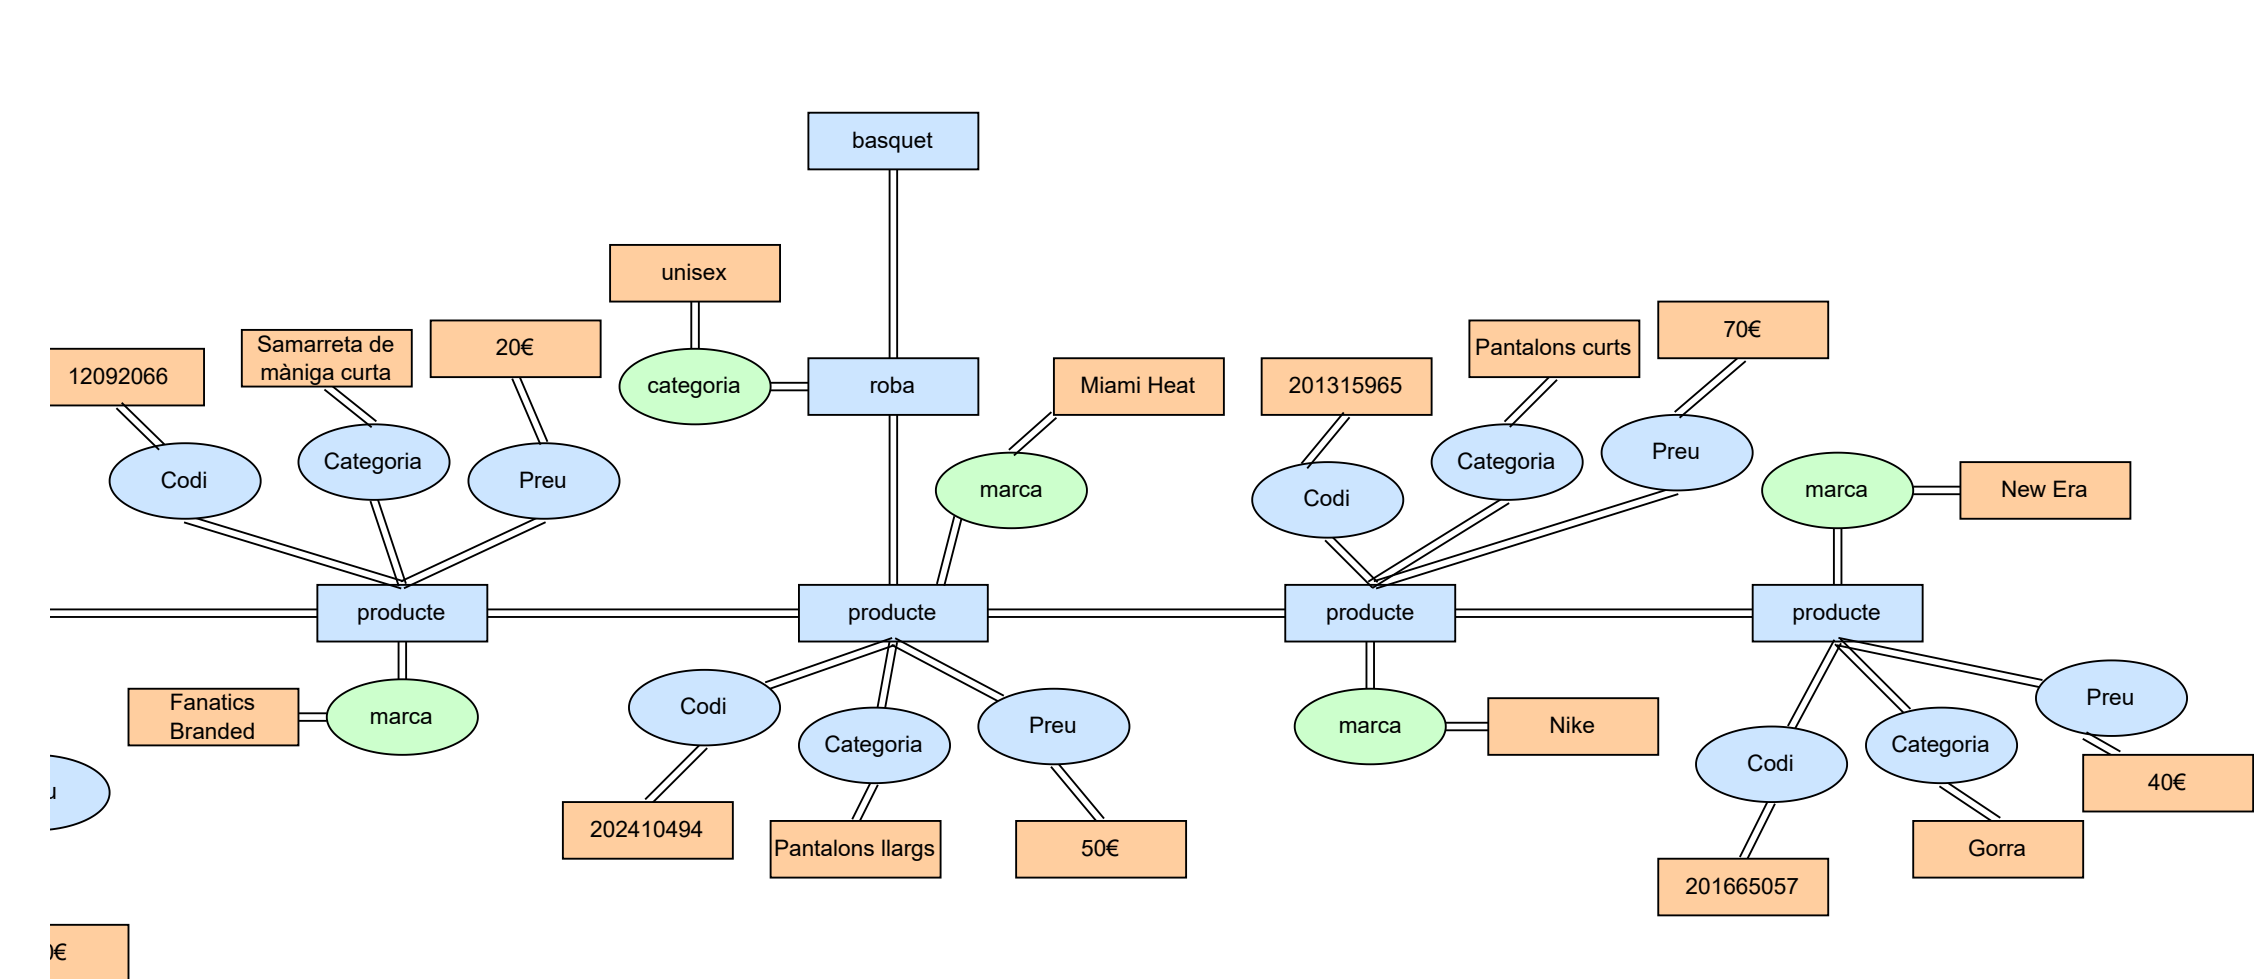 basquet
unisex
70€
Samarreta de
màniga curta
20€
Pantalons curts
12092066
categoria
roba
Miami Heat
201315965
Codi
Categoria
Preu
marca
Codi
Categoria
Preu
marca
New Era
producte
producte
producte
producte
Fanatics
Branded
marca
Codi
Categoria
Preu
marca
Nike
Codi
Categoria
Preu
40€
202410494
Pantalons llargs
50€
Gorra
201665057